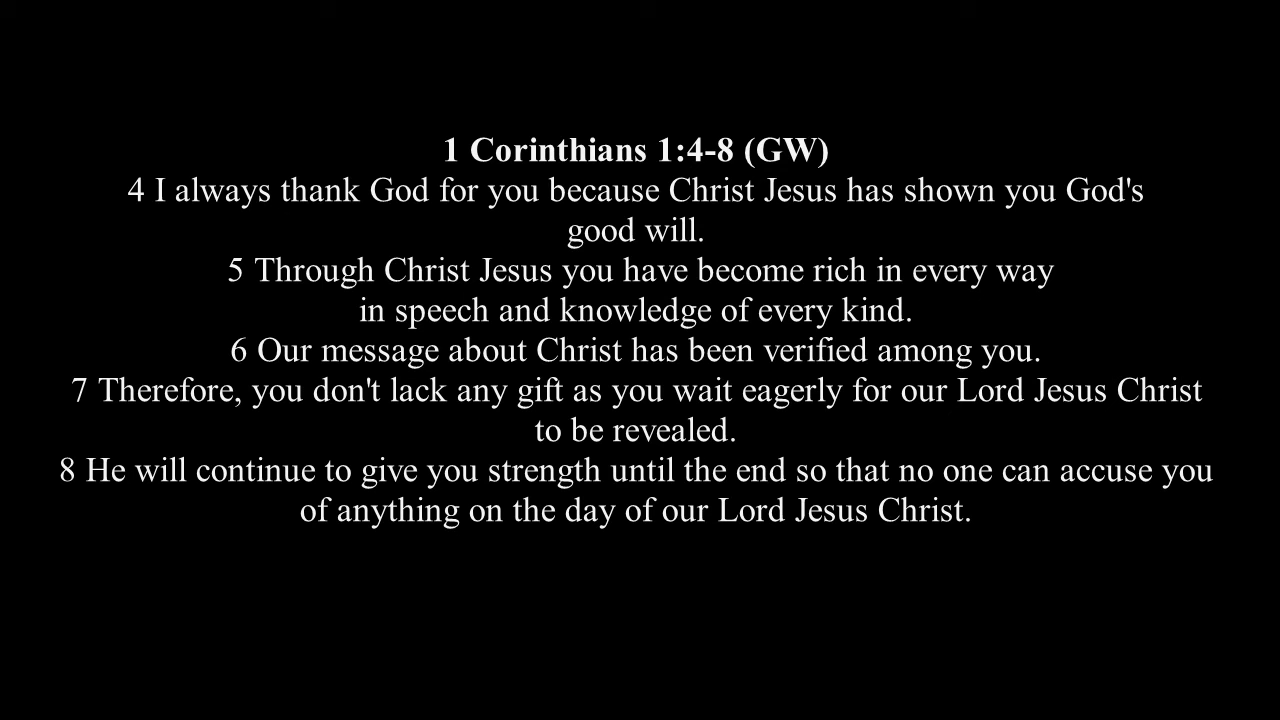 1 Corinthians 1:4-8 (GW)
4 I always thank God for you because Christ Jesus has shown you God's
good will.
5 Through Christ Jesus you have become rich in every way
in speech and knowledge of every kind.
6 Our message about Christ has been verified among you.
7 Therefore, you don't lack any gift as you wait eagerly for our Lord Jesus Christ
to be revealed.
8 He will continue to give you strength until the end so that no one can accuse you
of anything on the day of our Lord Jesus Christ.